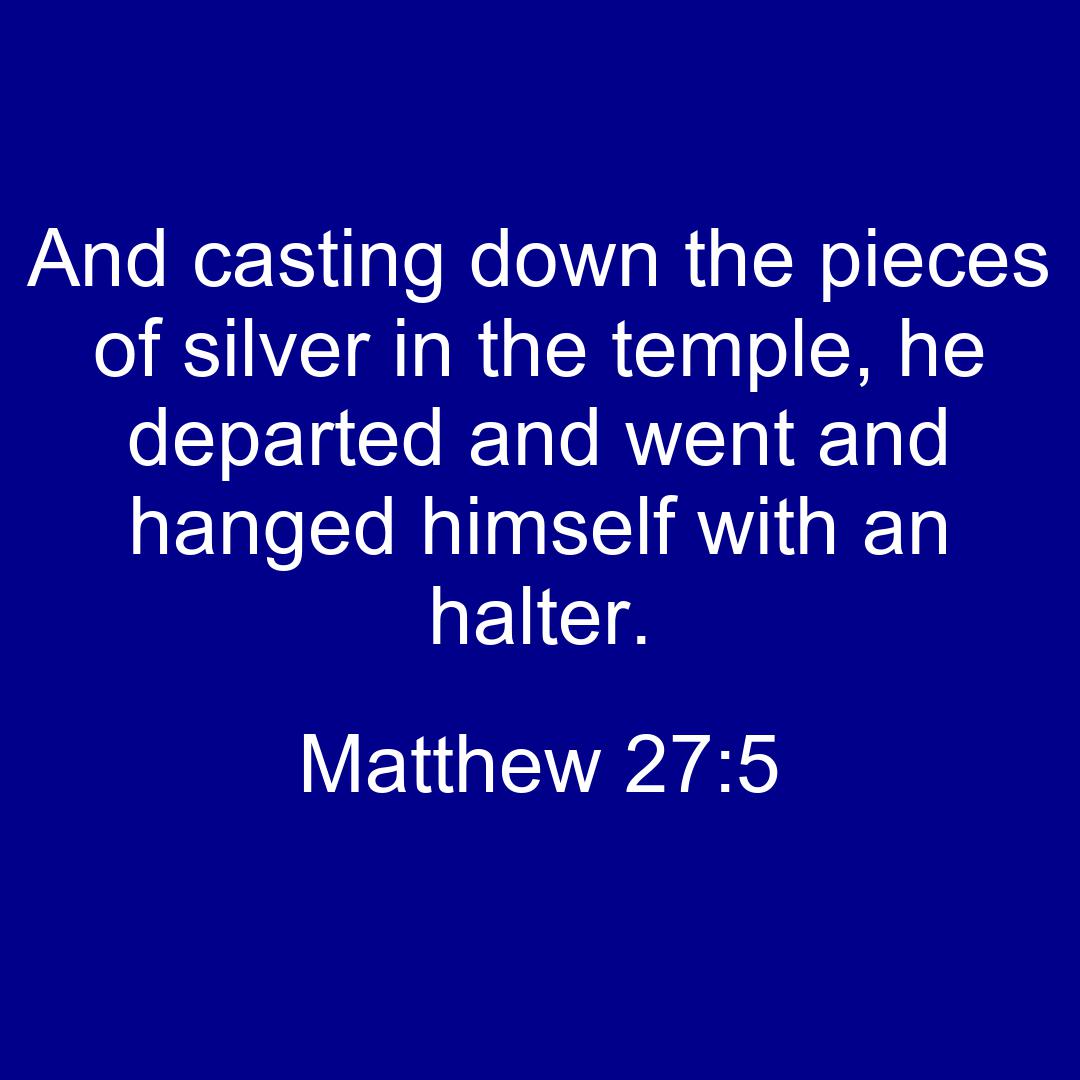 And casting down the pieces
of silver in the temple, he
departed and went and
hanged himself with an
halter.
Matthew 27:5